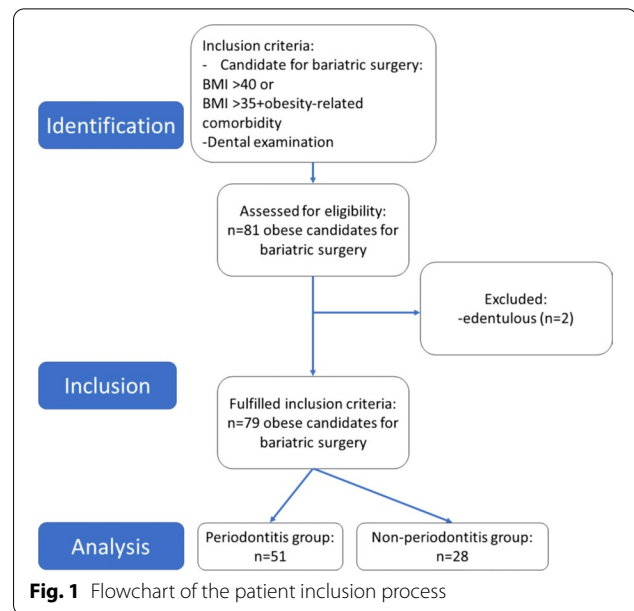 Inclusion criteria:
- Candidate for bariatric surgery:
BMI >40 or
BMI >35+obesity-related
comorbidity
-Dental examination
Identification
Assessed for eligibility:
n=81 obese candidates for
bariatric surgery
Excluded:
-edentulous (n=2)
Inclusion
Fulfilled inclusion criteria:
n=79 obese candidates for
bariatric surgery
Analysis
Periodontitis group:
n=51
Non-periodontitis group:
n=28
Fig. 1 Flowchart of the patient inclusion process